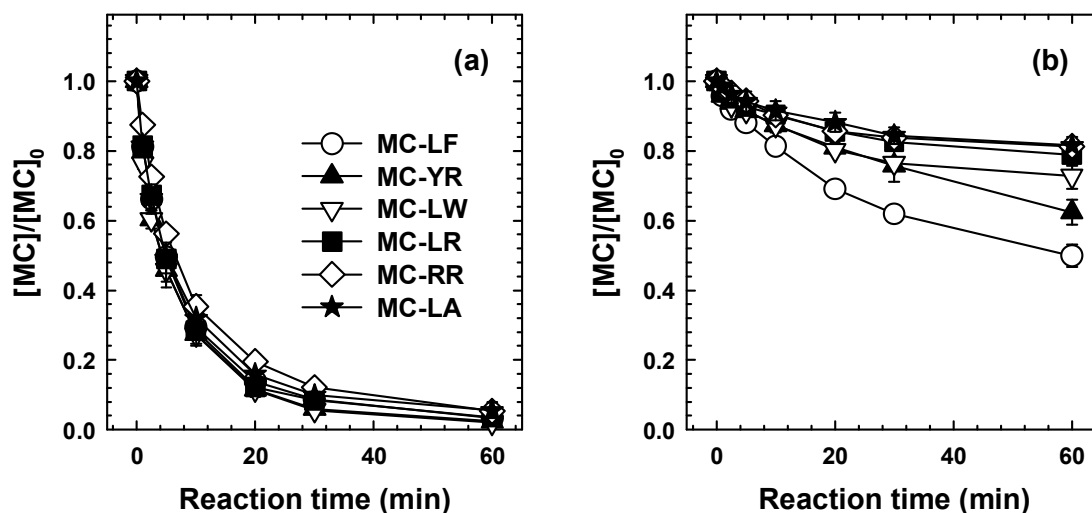 (a)
[MC]/[MC]0
1.0
0.8
0.6
0.4
0.2
0.0
MC-LF
MC-YR
MC-LW
MC-LR
MC-RR
MC-LA
0 20 40 60
Reaction time (min)
(b)
[MC]/[MC]0
1.0
0.8
0.6
0.4
0.2
0.0
0 20 40 60
Reaction time (min)